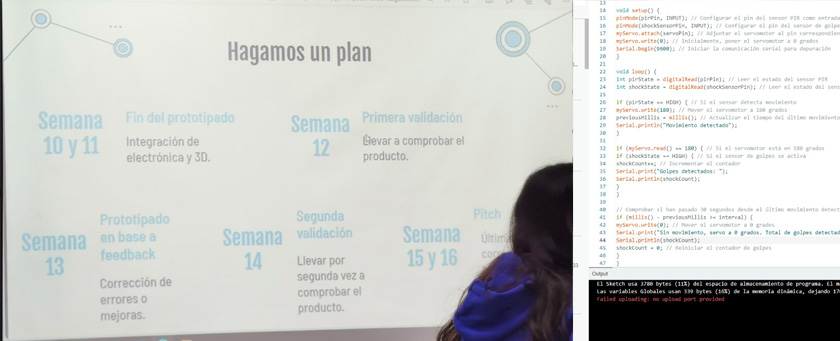 Hagamos un plan
Semana
10 y 11
Fin del prototipado
Integración de
electrónica y 3D.
Semana
12
Primera validación
llevar a comprobar el
producto.
Semana
13
Prototipado
en base a
feedback
Corrección de
errores o
mejoras.
Semana
14
Segunda
validación
Llevar por
segunda vez a
comprobar el
producto.
Semana
15 y 16
Pitch
13
14 void setup() {
15 pinMode(pirPin, INPUT); // Configurar el pin del sensor PIR como entrada
16 pinMode(shockSensorPin, INPUT); // Configurar el pin del sensor de golpes
17 myServo.attach(servoPin); // Adjuntar el servomotor al pin correspondiente
18 myServo.write(0); // Inicialmente, poner el servomotor a 0 grados
19 Serial.begin(9600); // Iniciar la comunicación serial para depuración
20 }
21
22 void loop() {
23 int pirState = digitalRead(pirPin); // Leer el estado del sensor PIR
24 int shockState = digitalRead(shockSensorPin); // Leer el estado del sens
25
26 if (pirState == HIGH) { // Si el sensor detecta movimiento
27 myServo.write(180); // Mover el servomotor a 180 grados
28 previousMillis = millis(); // Actualizar el tiempo del último movimiento
29 Serial.println("Movimiento detectado");
30 }
31
32 if (myServo.read() == 180) { // Si el servomotor está en 180 grados
33 if (shockState == HIGH) { // Si el sensor de golpes se activa
34 shockCount++; // Incrementar el contador
35 Serial.print("Golpes detectados: ");
36 Serial.println(shockCount);
37 }
38 }
39
40 // Comprobar si han pasado 30 segundos desde el último movimiento detect
41 if (millis() - previousMillis >= interval) {
42 myServo.write(0); // Mover el servomotor a 0 grados
43 Serial.print("Sin movimiento, servo a 0 grados. Total de golpes detectad
44 Serial.println(shockCount);
45 shockCount = 0; // Reiniciar el contador de golpes
46 }
47 }
Output
El Sketch usa 3780 bytes (11%) del espacio de almacenamiento de programa. El m
Las variables Globales usan 339 bytes (16%) de la memoria dinámica, dejando 17
Failed uploading: no upload port provided